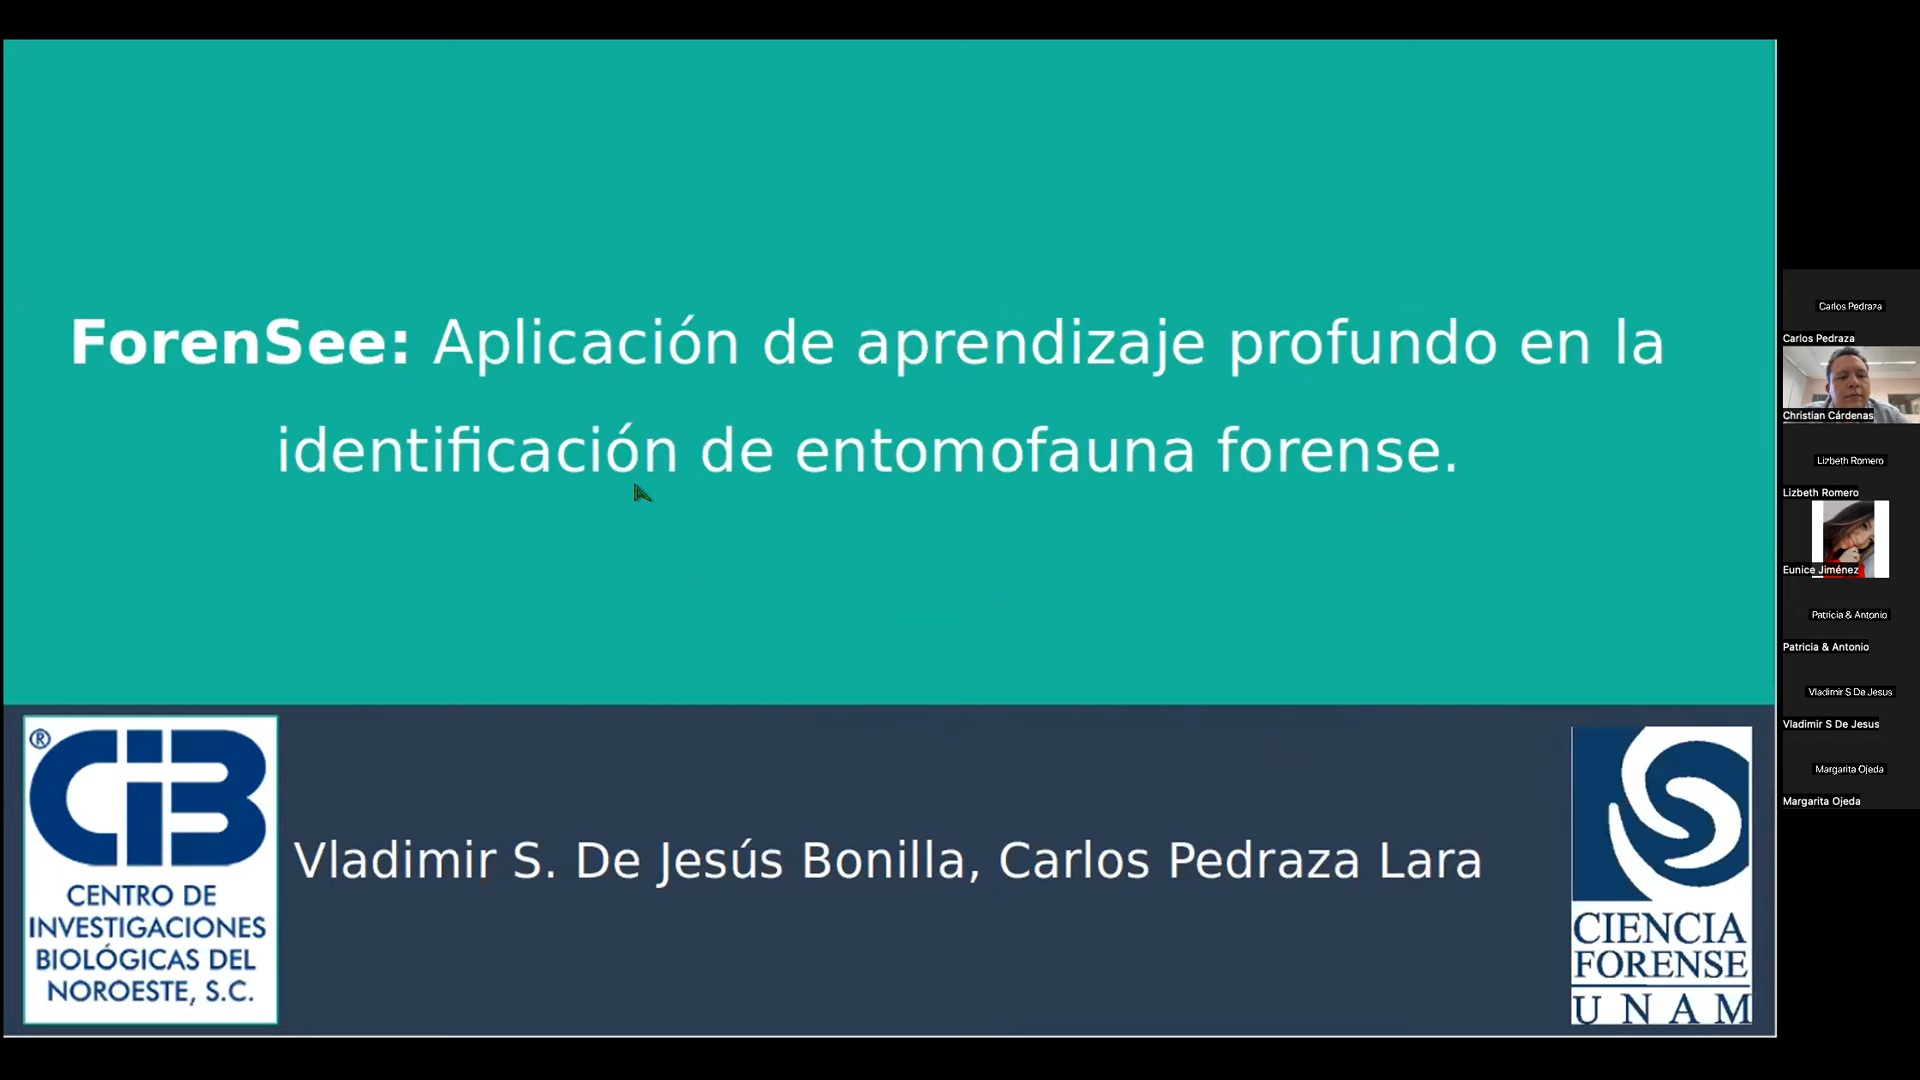 ForenSee: Aplicación de aprendizaje profundo en la
identificación de entomofauna forense.
®
CIB
CENTRO DE
INVESTIGACIONES
BIOLÓGICAS DEL
NOROESTE, S.C.
Vladimir S. De Jesús Bonilla, Carlos Pedraza Lara
CIENCIA
FORENSE
UNAM
Carlos Pedraza
Carlos Pedraza
Christian Cárdenas
Lizbeth Romero
Lizbeth Romero
Eunice Jiménez
Patricia & Antonio
Patricia & Antonio
Vladimir S De Jesus
Vladimir S De Jesus
Margarita Ojeda
Margarita Ojeda